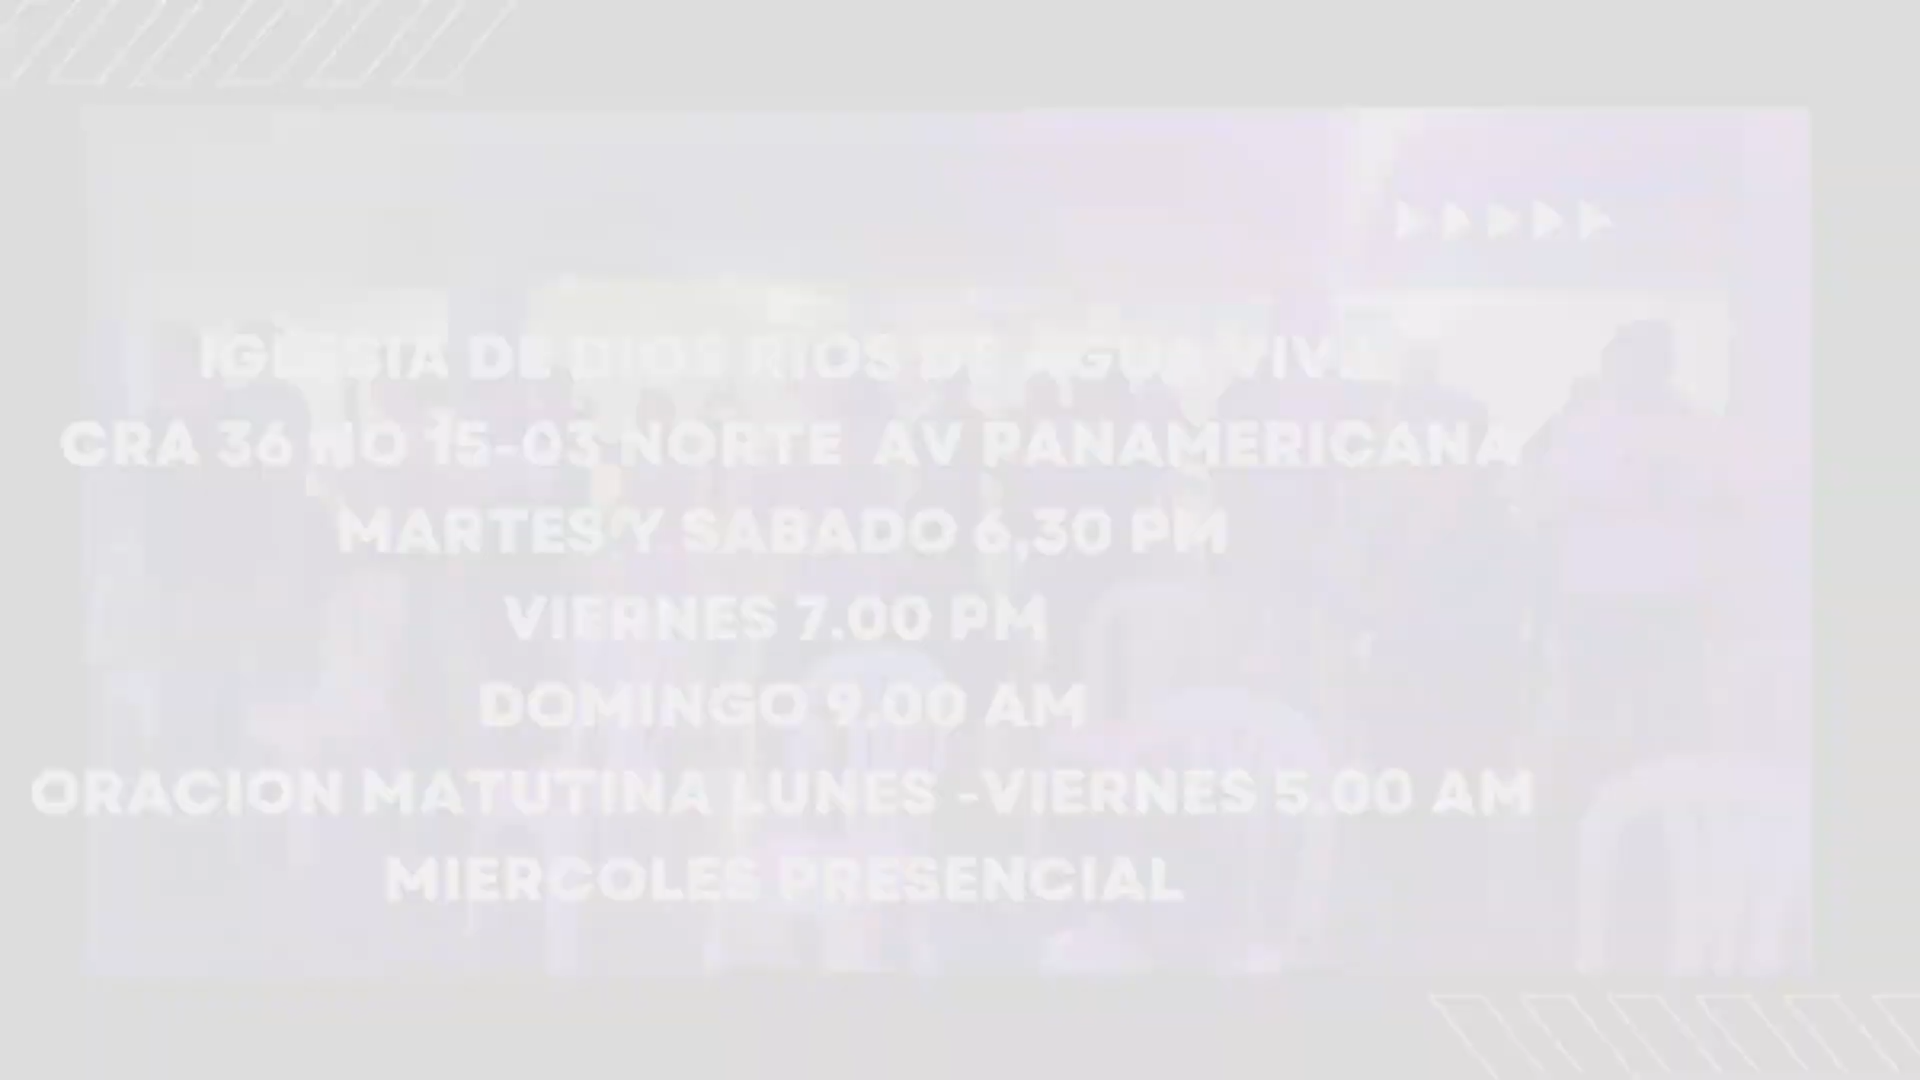 IGLESIA DE DIOS RIOS DE AGUA VIVA
CRA 36 NO 15-03 NORTE AV PANAMERICANA
MARTES Y SABADO 6,30 PM
VIERNES 7.00 PM
DOMINGO 9.00 AM
ORACION MATUTINA LUNES -VIERNES 5.00 AM
MIERCOLES PRESENCIAL